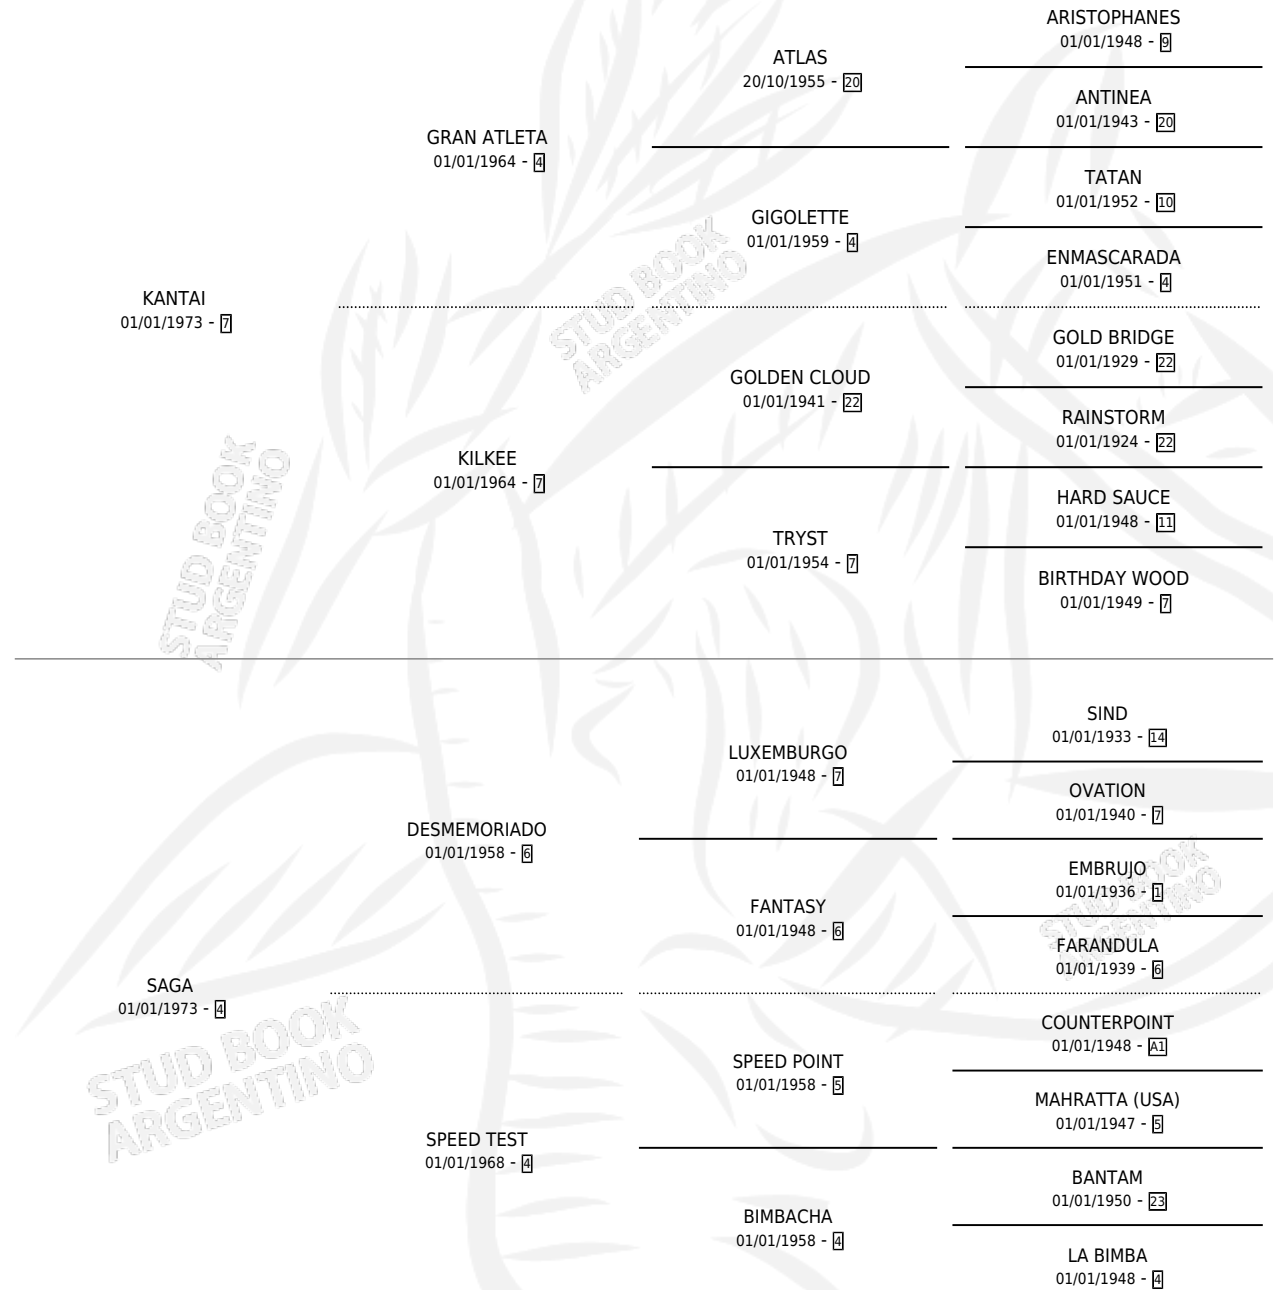 ARISTOPHANES
01/01/1948 - 9
ATLAS
20/10/1955 - 20
ANTINEA
01/01/1943 - 20
GRAN ATLETA
01/01/1964 - 4
TATAN
01/01/1952 - 10
GIGOLETTE
01/01/1959 - 4
ENMASCARADA
01/01/1951 - 4
KANTAI
01/01/1973 - 7
GOLD BRIDGE
01/01/1929 - 22
GOLDEN CLOUD
01/01/1941 - 22
RAINSTORM
01/01/1924 - 22
KILKEE
01/01/1964 - 7
HARD SAUCE
01/01/1948 - 11
TRYST
01/01/1954 - 7
BIRTHDAY WOOD
01/01/1949 - 7
STUD BOOK
ARGENTINO
STUD BOOK
ARGENTINO
SIND
01/01/1933 - 14
LUXEMBURGO
01/01/1948 - 7
OVATION
01/01/1940 - 7
DESMEMORIADO
01/01/1958 - 6
EMBRUJO
01/01/1936 - 1
FANTASY
01/01/1948 - 6
FARANDULA
01/01/1939 - 6
SAGA
01/01/1973 - 4
COUNTERPOINT
01/01/1948 - A1
SPEED POINT
01/01/1958 - 5
MAHRATTA (USA)
01/01/1947 - 5
SPEED TEST
01/01/1968 - 4
BANTAM
01/01/1950 - 23
BIMBACHA
01/01/1958 - 4
LA BIMBA
01/01/1948 - 4
STUD BOOK
ARGENTINO
STUD BOOK
ARGENTINO